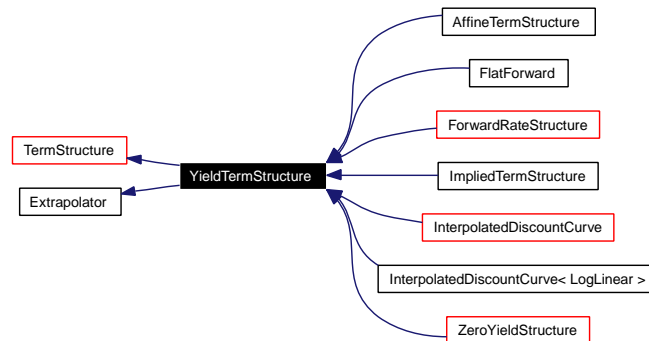 AffineTermStructure
FlatForward
ForwardRateStructure
TermStructure
YieldTermStructure
ImpliedTermStructure
Extrapolator
InterpolatedDiscountCurve
InterpolatedDiscountCurve< LogLinear >
ZeroYieldStructure